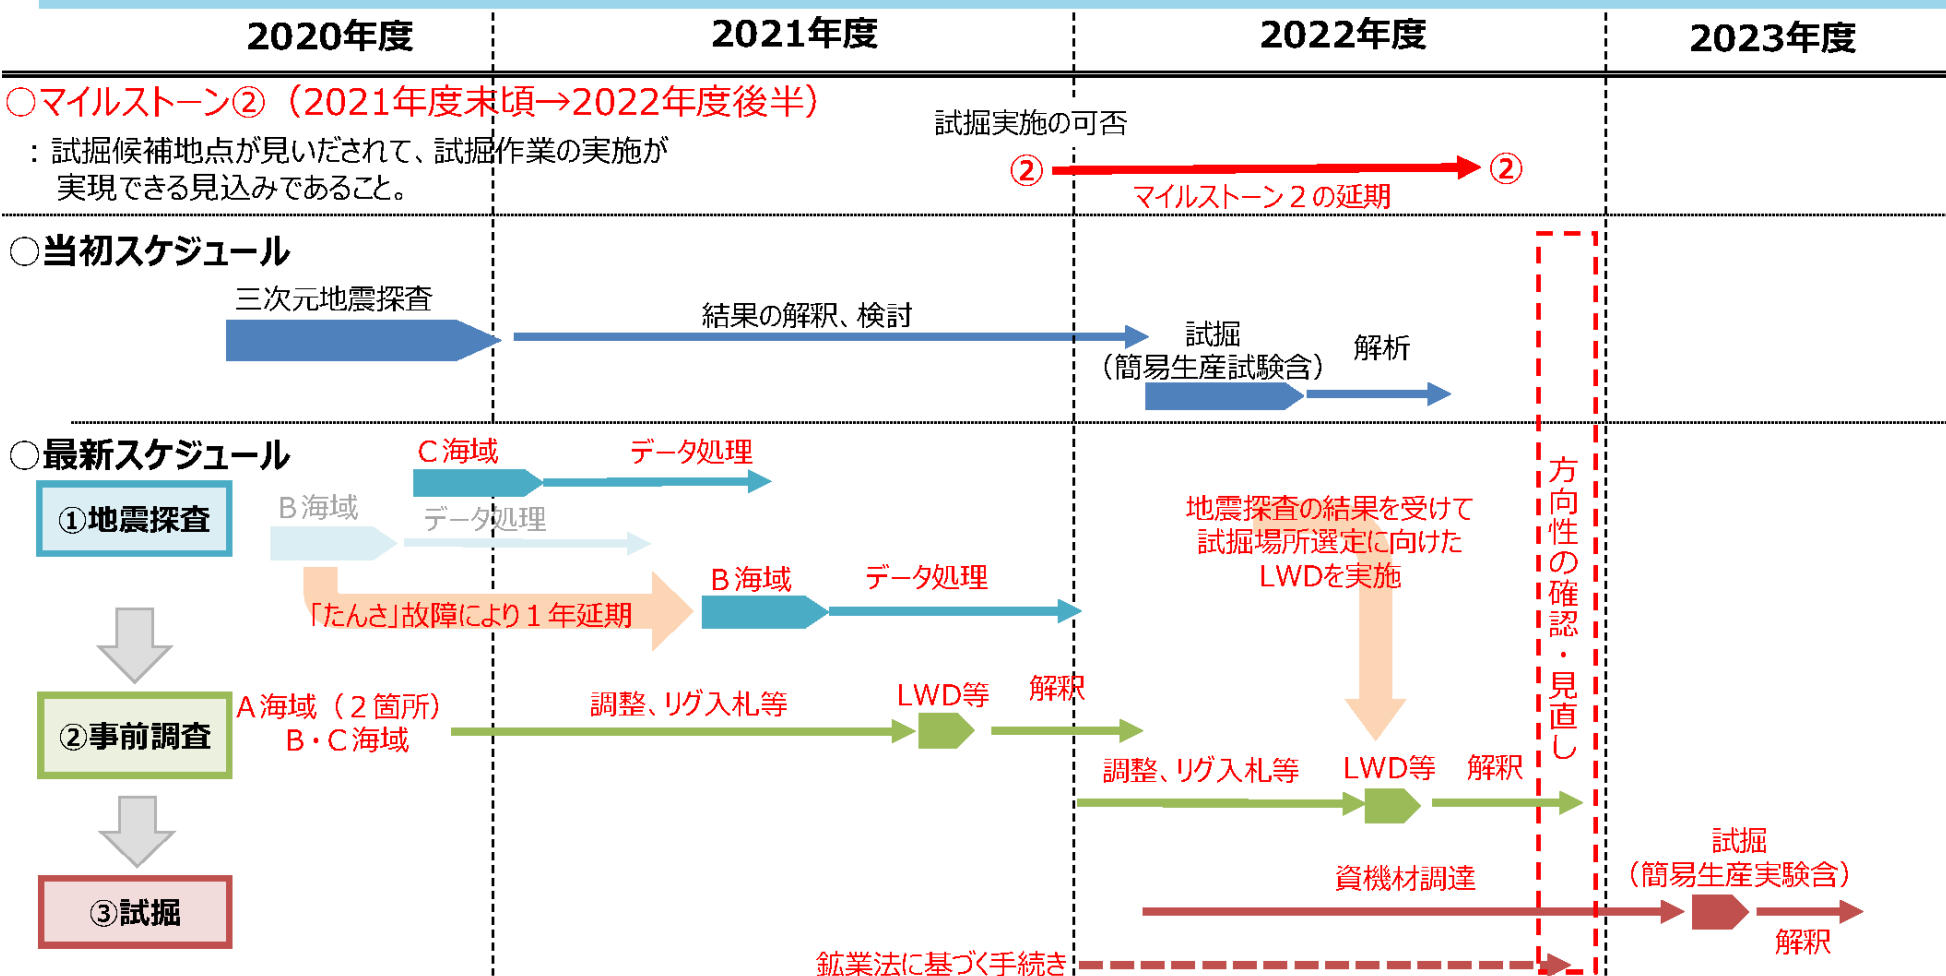 2020年度
2021年度
2022年度
2023年度
○マイルストーン②（2021年度末頃→2022年度後半）
：試掘候補地点が見いだされて、試掘作業の実施が
実現できる見込みであること。
試掘実施の可否
②
②
マイルストーン２の延期
○当初スケジュール
三次元地震探査
結果の解釈、検討
試掘
（簡易生産試験含）
解析
○最新スケジュール
①地震探査
C海域
データ処理
B海域
データ処理
「たんさ」故障により１年延期
B海域
データ処理
地震探査の結果を受けて
試掘場所選定に向けた
LWDを実施
方向性の確認・見直し
②事前調査
A海域（２箇所）
B・C海域
調整、リグ入札等
LWD等
解釈
調整、リグ入札等
LWD等
解釈
③試掘
資機材調達
試掘
（簡易生産実験含）
解釈
鉱業法に基づく手続き